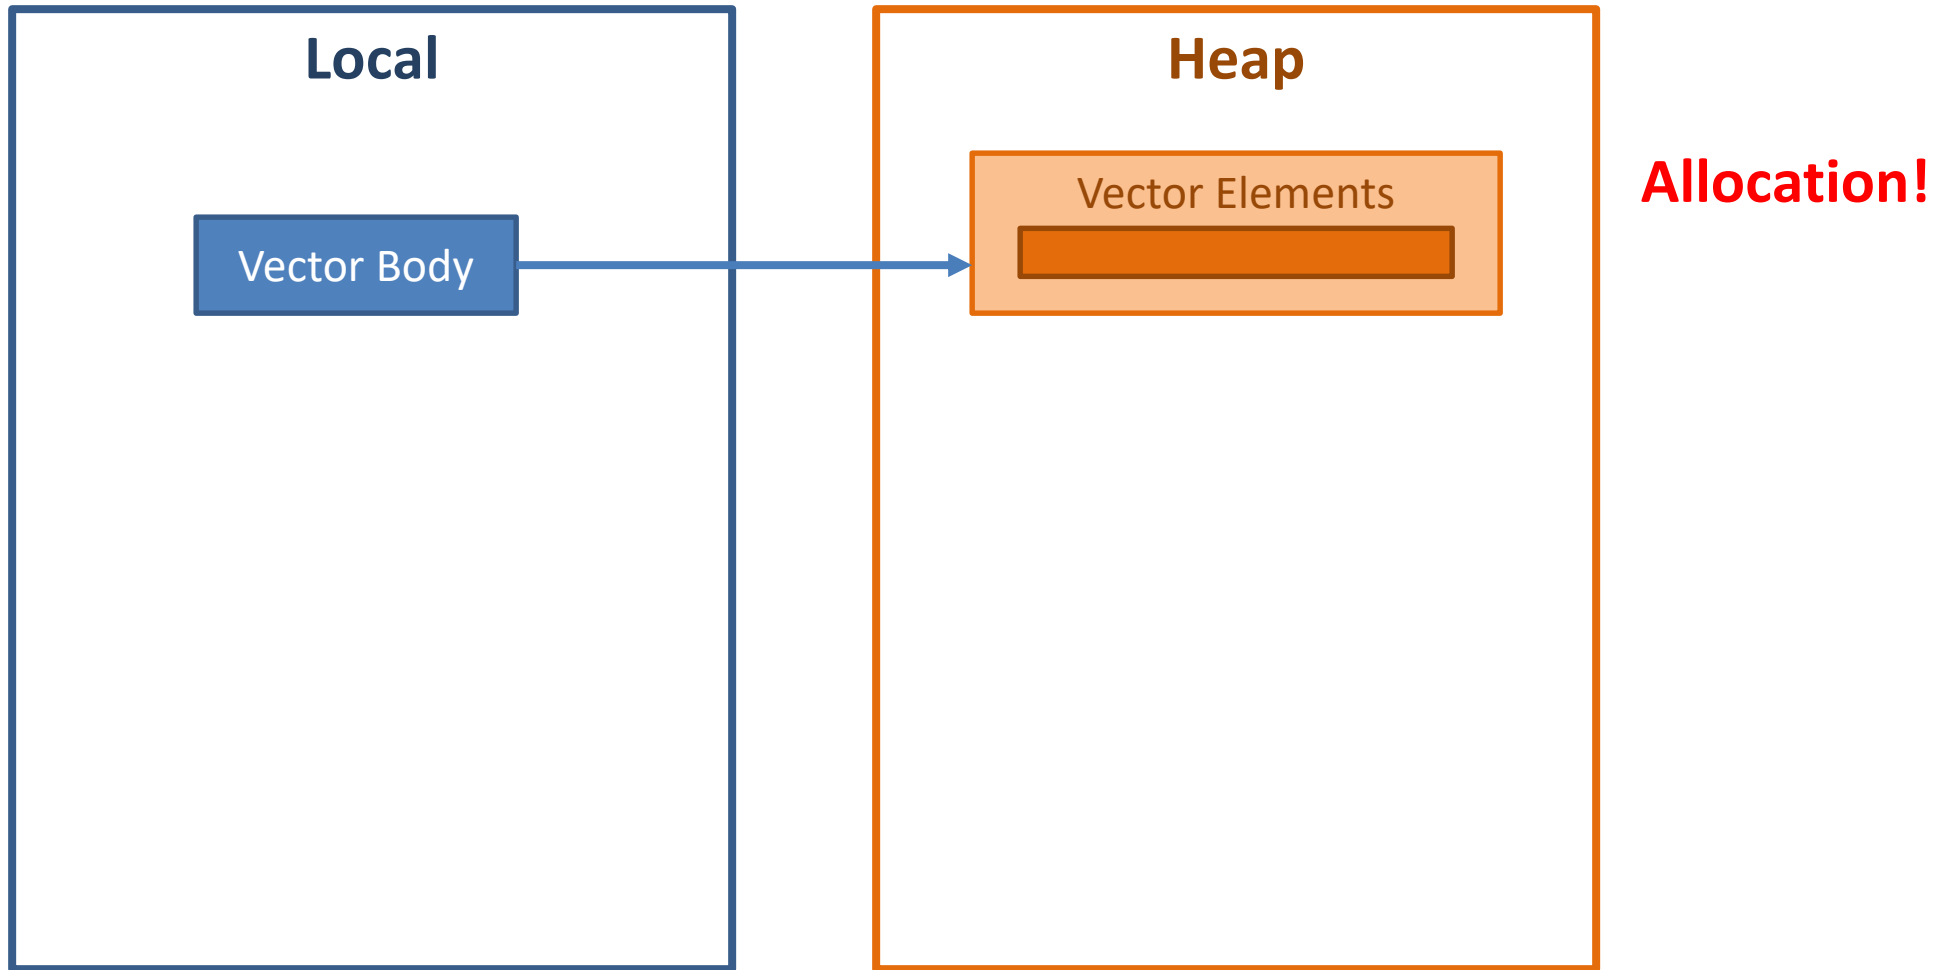 Local
Heap
Allocation!
Vector Elements
Vector Body